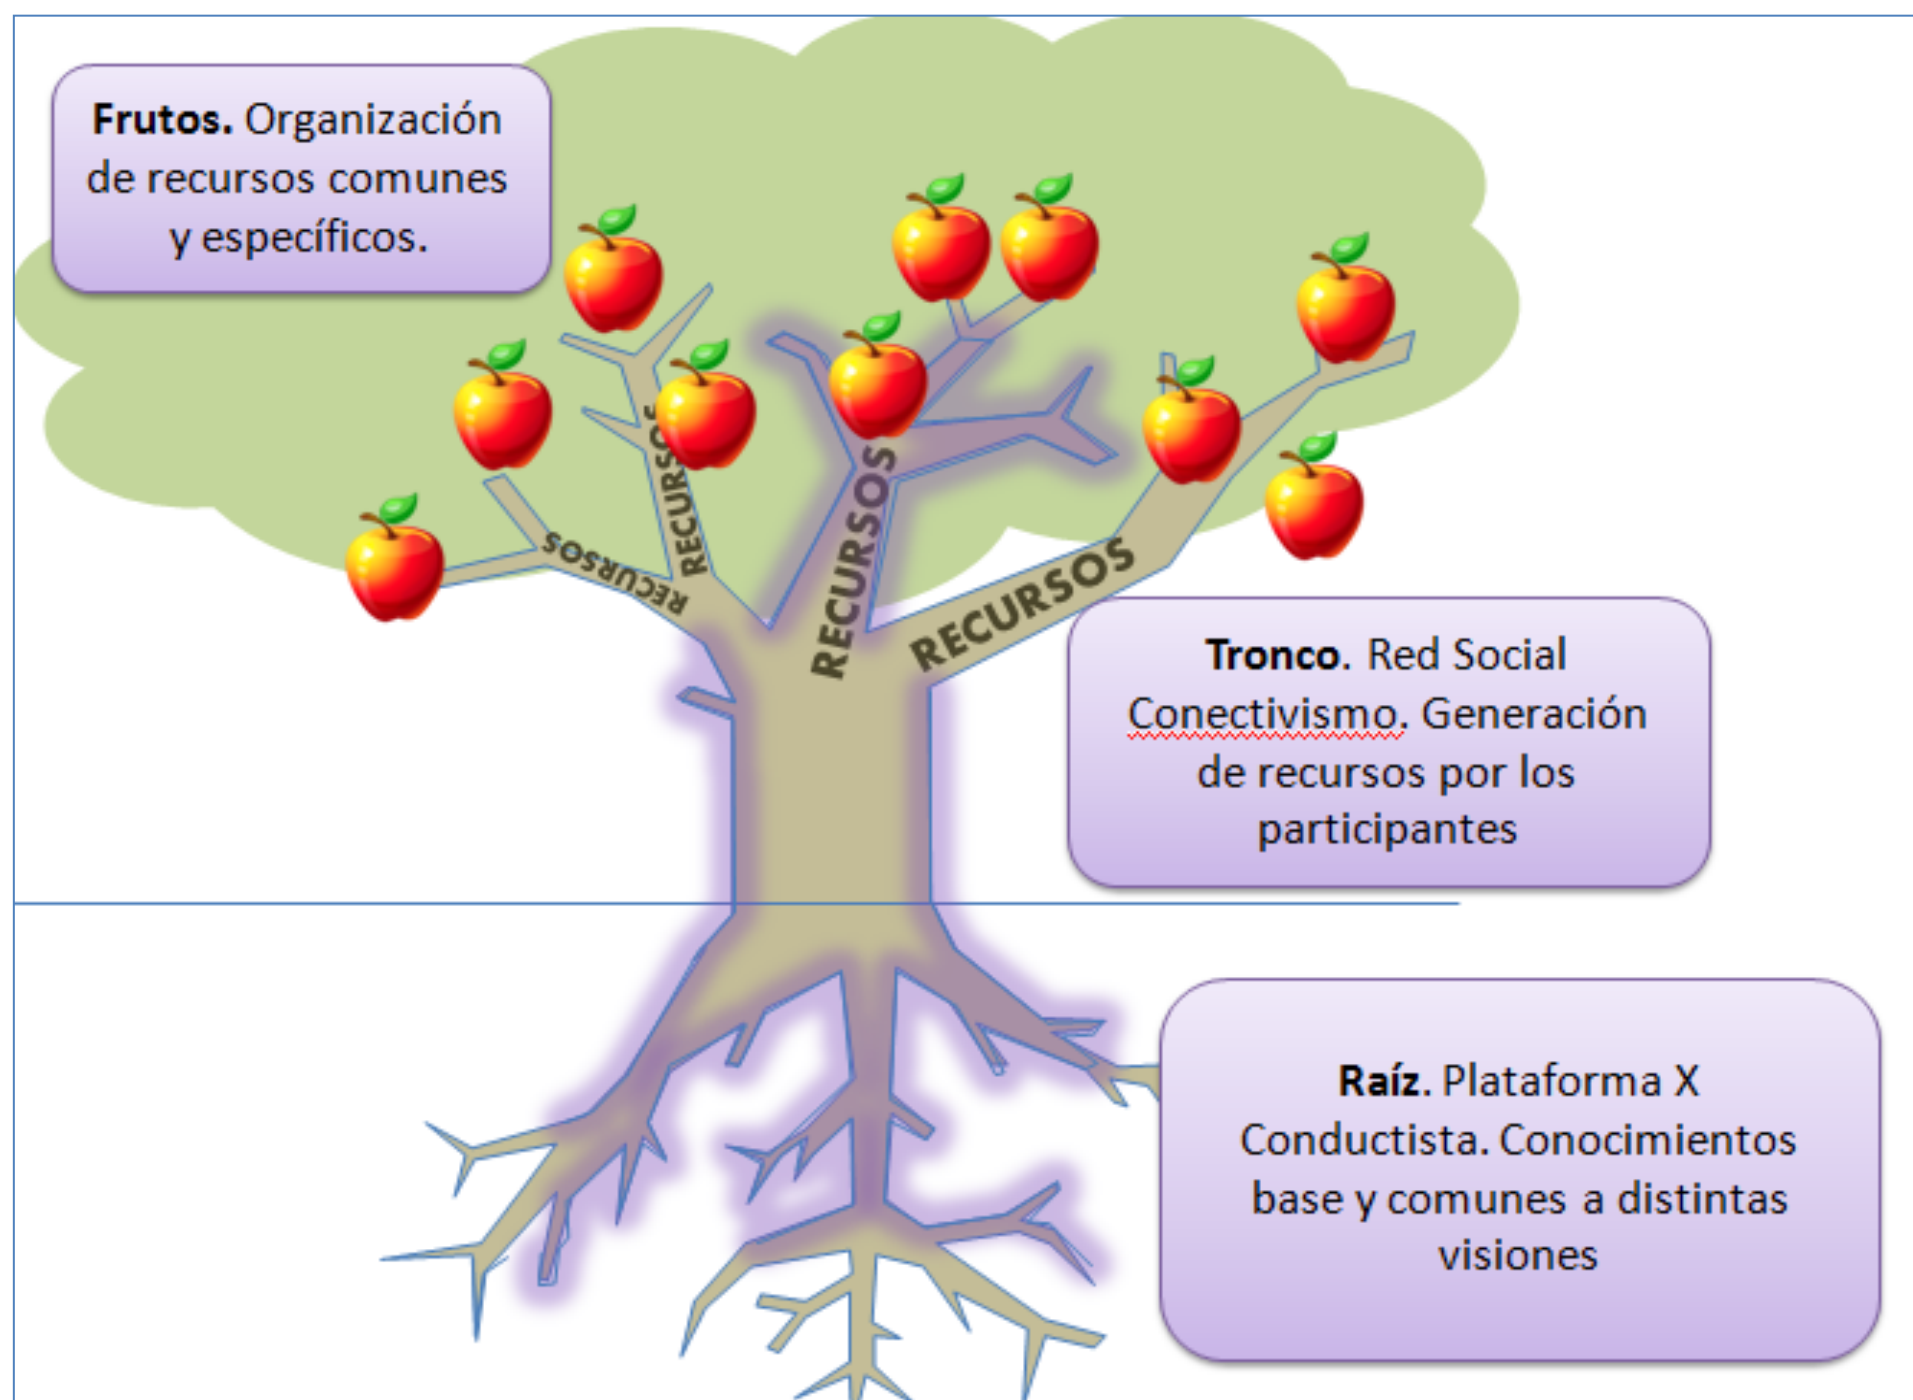 Frutos. Organización
de recursos comunes
y específicos.
RECURSOS
RECURSOS
RECURSOS
RECURSOS
Tronco. Red Social
Conectivismo. Generación
de recursos por los
participantes
Raíz. Plataforma X
Conductista. Conocimientos
base y comunes a distintas
visiones